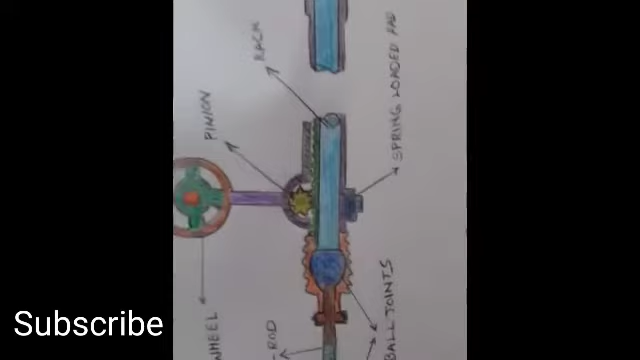 RACK
PINION
SPRING LOADED PAD
WHEEL
-ROD
BALL JOINTS
Subscribe